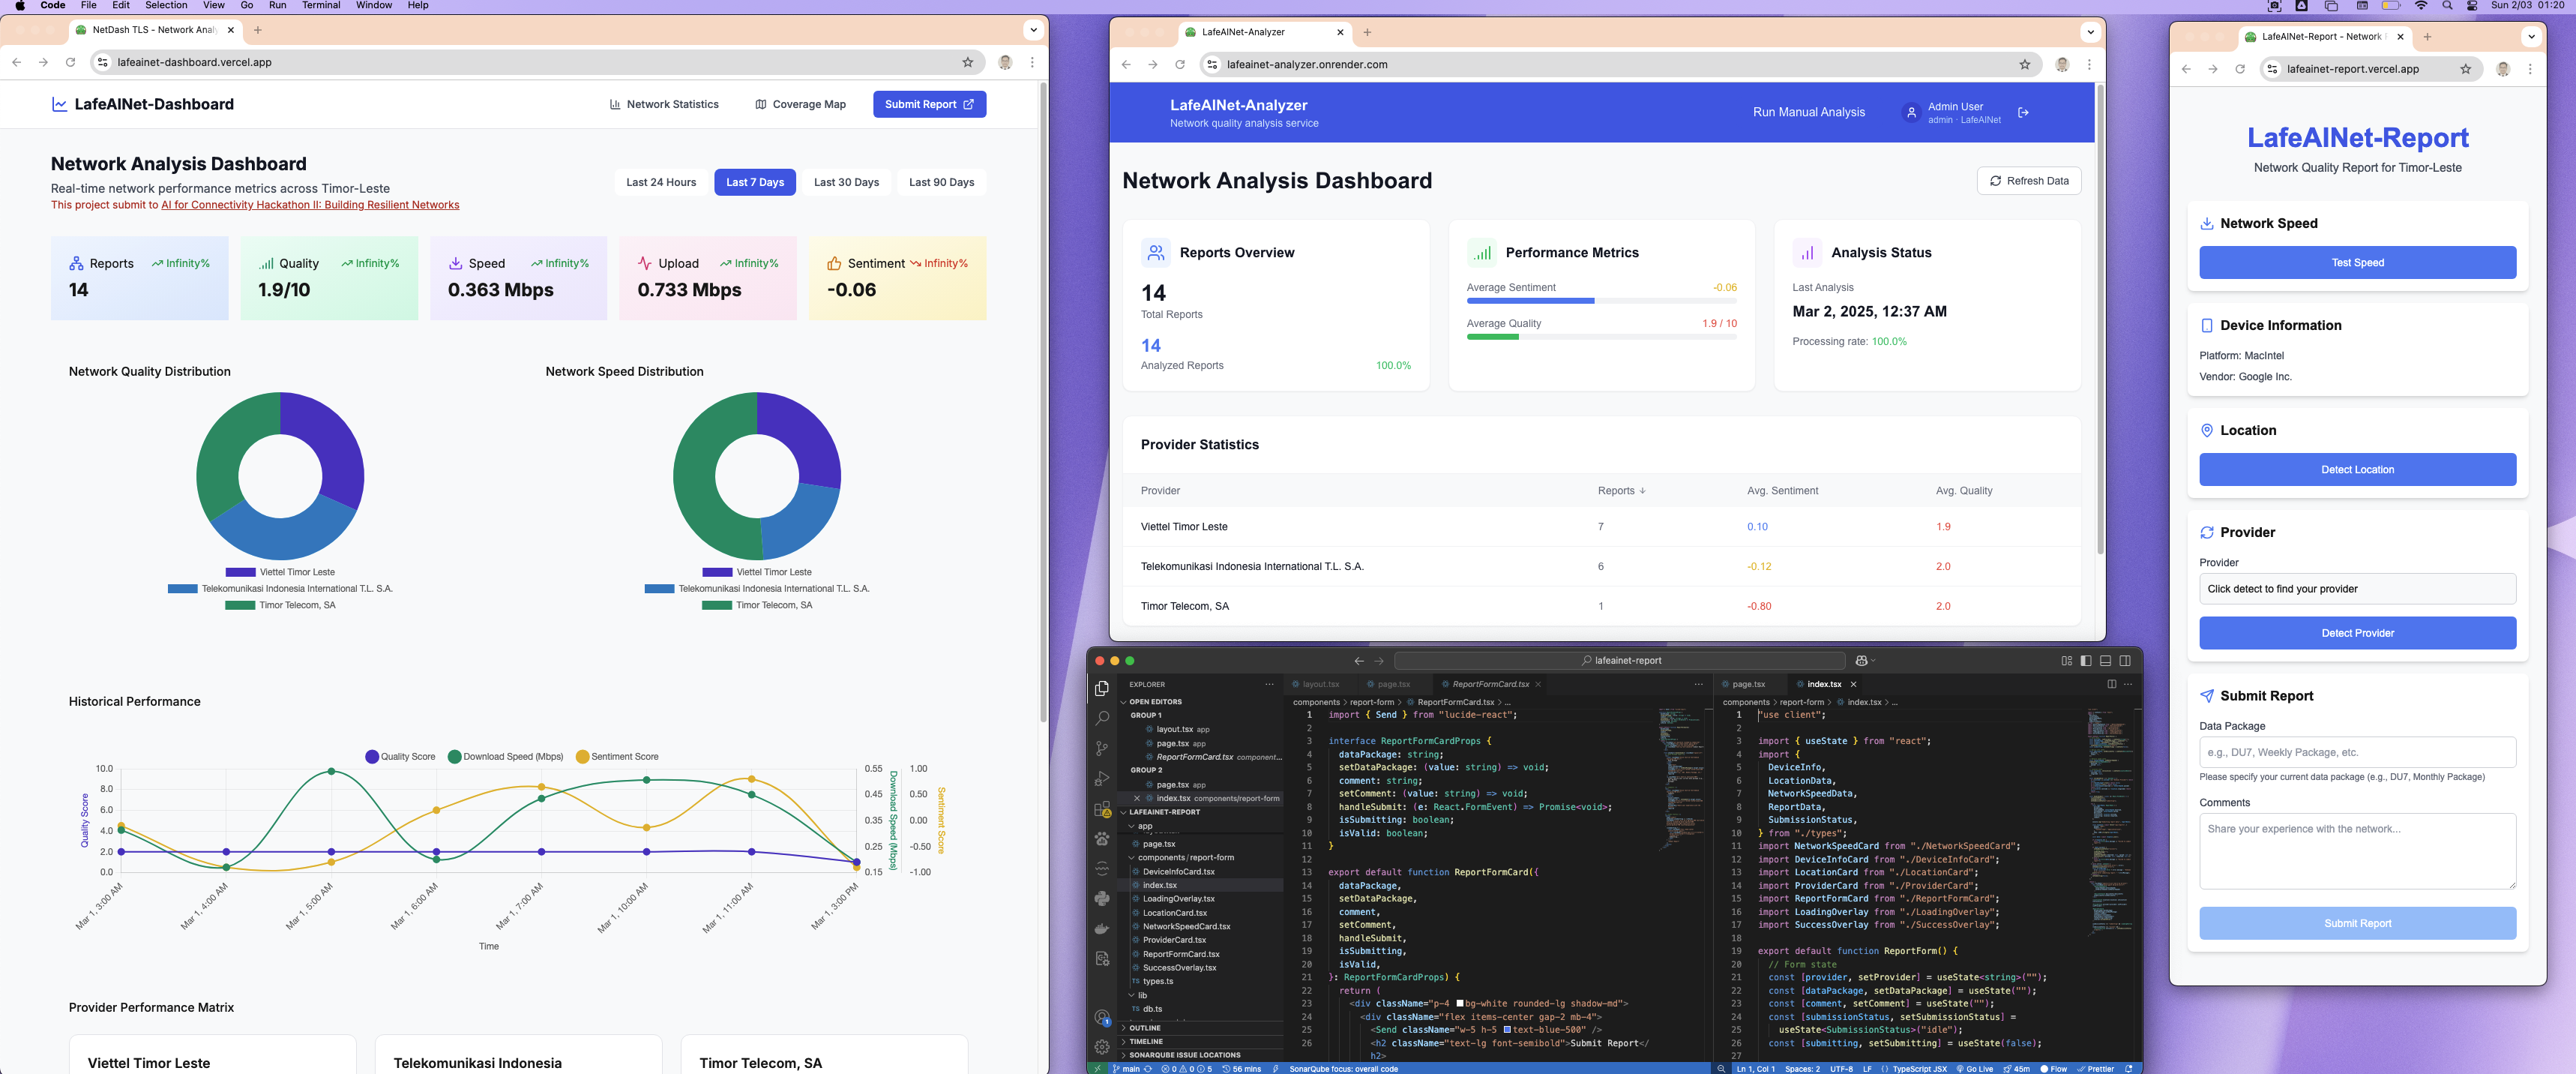 Code File Edit Selection View Go Run Terminal Window Help
Sun 2/03 01:20
NetDash TLS - Network Anal
lafeainet-dashboard.vercel.app
LafeAINet-Dashboard
Network Statistics
Coverage Map
Submit Report
Network Analysis Dashboard
Real-time network performance metrics across Timor-Leste
This project submit to AI for Connectivity Hackathon II: Building Resilient Networks
Last 24 Hours
Last 7 Days
Last 30 Days
Last 90 Days
Reports Infinity%
14
Quality Infinity%
1.9/10
Speed Infinity%
0.363 Mbps
Upload Infinity%
0.733 Mbps
Sentiment Infinity%
-0.06
Network Quality Distribution
Viettel Timor Leste
Telekomunikasi Indonesia International T.L. S.A.
Timor Telecom, SA
Network Speed Distribution
Viettel Timor Leste
Telekomunikasi Indonesia International T.L. S.A.
Timor Telecom, SA
Historical Performance
Quality Score
Download Speed (Mbps)
Sentiment Score
10.0
8.0
6.0
4.0
2.0
0.0
Quality Score
0.55
0.45
0.35
0.25
0.15
Download Speed (Mbps)
1.00
0.50
0.00
-0.50
-1.00
Sentiment Score
Mar 1, 3:00 AM
Mar 1, 4:00 AM
Mar 1, 5:00 AM
Mar 1, 6:00 AM
Mar 1, 7:00 AM
Mar 1, 10:00 AM
Mar 1, 11:00 AM
Mar 1, 3:00 PM
Time
Provider Performance Matrix
Viettel Timor Leste
Telekomunikasi Indonesia
Timor Telecom, SA
LafeAINet-Analyzer
lafeainet-analyzer.onrender.com
LafeAINet-Analyzer
Network quality analysis service
Run Manual Analysis
Admin User
admin · LafeAINet
Network Analysis Dashboard
Refresh Data
Reports Overview
14
Total Reports
14
Analyzed Reports 100.0%
Performance Metrics
Average Sentiment -0.06
Average Quality 1.9 / 10
Analysis Status
Last Analysis
Mar 2, 2025, 12:37 AM
Processing rate: 100.0%
Provider Statistics
Provider Reports ↓ Avg. Sentiment Avg. Quality
Viettel Timor Leste 7 0.10 1.9
Telekomunikasi Indonesia International T.L. S.A. 6 -0.12 2.0
Timor Telecom, SA 1 -0.80 2.0
lafeainet-report
EXPLORER
OPEN EDITORS
GROUP 1
layout.tsx app
page.tsx app
ReportFormCard.tsx component...
GROUP 2
page.tsx app
index.tsx components/report-form
LAFEAINET-REPORT
app
page.tsx
components / report-form
DeviceInfoCard.tsx
index.tsx
LoadingOverlay.tsx
LocationCard.tsx
NetworkSpeedCard.tsx
ProviderCard.tsx
ReportFormCard.tsx
SuccessOverlay.tsx
TS types.ts
lib
TS db.ts
OUTLINE
TIMELINE
SONARQUBE ISSUE LOCATIONS
layout.tsx
page.tsx
ReportFormCard.tsx
components > report-form > ReportFormCard.tsx > ...
1 import { Send } from "lucide-react";
2
3 interface ReportFormCardProps {
4 dataPackage: string;
5 setDataPackage: (value: string) => void;
6 comment: string;
7 setComment: (value: string) => void;
8 handleSubmit: (e: React.FormEvent) => Promise<void>;
9 isSubmitting: boolean;
10 isValid: boolean;
11 }
12
13 export default function ReportFormCard({
14 dataPackage,
15 setDataPackage,
16 comment,
17 setComment,
18 handleSubmit,
19 isSubmitting,
20 isValid,
21 }: ReportFormCardProps) {
22 return (
23 <div className="p-4 bg-white rounded-lg shadow-md">
24 <div className="flex items-center gap-2 mb-4">
25 <Send className="w-5 h-5 text-blue-500" />
26 <h2 className="text-lg font-semibold">Submit Report</
h2>
page.tsx
index.tsx
components > report-form > index.tsx > ...
1 "use client";
2
3 import { useState } from "react";
4 import {
5 DeviceInfo,
6 LocationData,
7 NetworkSpeedData,
8 ReportData,
9 SubmissionStatus,
10 } from "./types";
11 import NetworkSpeedCard from "./NetworkSpeedCard";
12 import DeviceInfoCard from "./DeviceInfoCard";
13 import LocationCard from "./LocationCard";
14 import ProviderCard from "./ProviderCard";
15 import ReportFormCard from "./ReportFormCard";
16 import LoadingOverlay from "./LoadingOverlay";
17 import SuccessOverlay from "./SuccessOverlay";
18
19 export default function ReportForm() {
20 // Form state
21 const [provider, setProvider] = useState<string>("");
22 const [dataPackage, setDataPackage] = useState("");
23 const [comment, setComment] = useState("");
24 const [submissionStatus, setSubmissionStatus] =
25 useState<SubmissionStatus>("idle");
26 const [submitting, setSubmitting] = useState(false);
27
main 0 0 5 56 mins SonarQube focus: overall code
Ln 1, Col 1 Spaces: 2 UTF-8 LF TypeScript JSX Go Live 45m Flow Prettier
LafeAINet-Report - Network
lafeainet-report.vercel.app
LafeAINet-Report
Network Quality Report for Timor-Leste
Network Speed
Test Speed
Device Information
Platform: MacIntel
Vendor: Google Inc.
Location
Detect Location
Provider
Provider
Click detect to find your provider
Detect Provider
Submit Report
Data Package
e.g., DU7, Weekly Package, etc.
Please specify your current data package (e.g., DU7, Monthly Package)
Comments
Share your experience with the network...
Submit Report